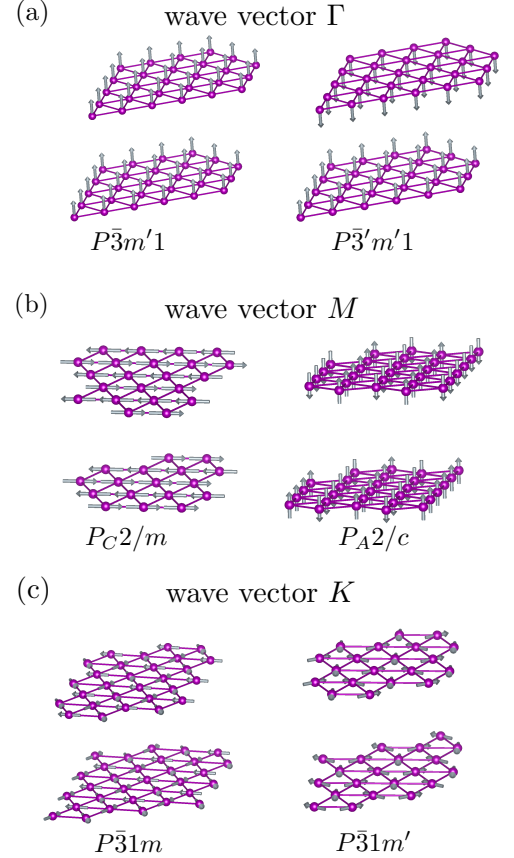 (a) wave vector Γ
P3̄m′1 P3̄′m′1
(b) wave vector M
P_C2/m P_A2/c
(c) wave vector K
P3̄1m P3̄1m′